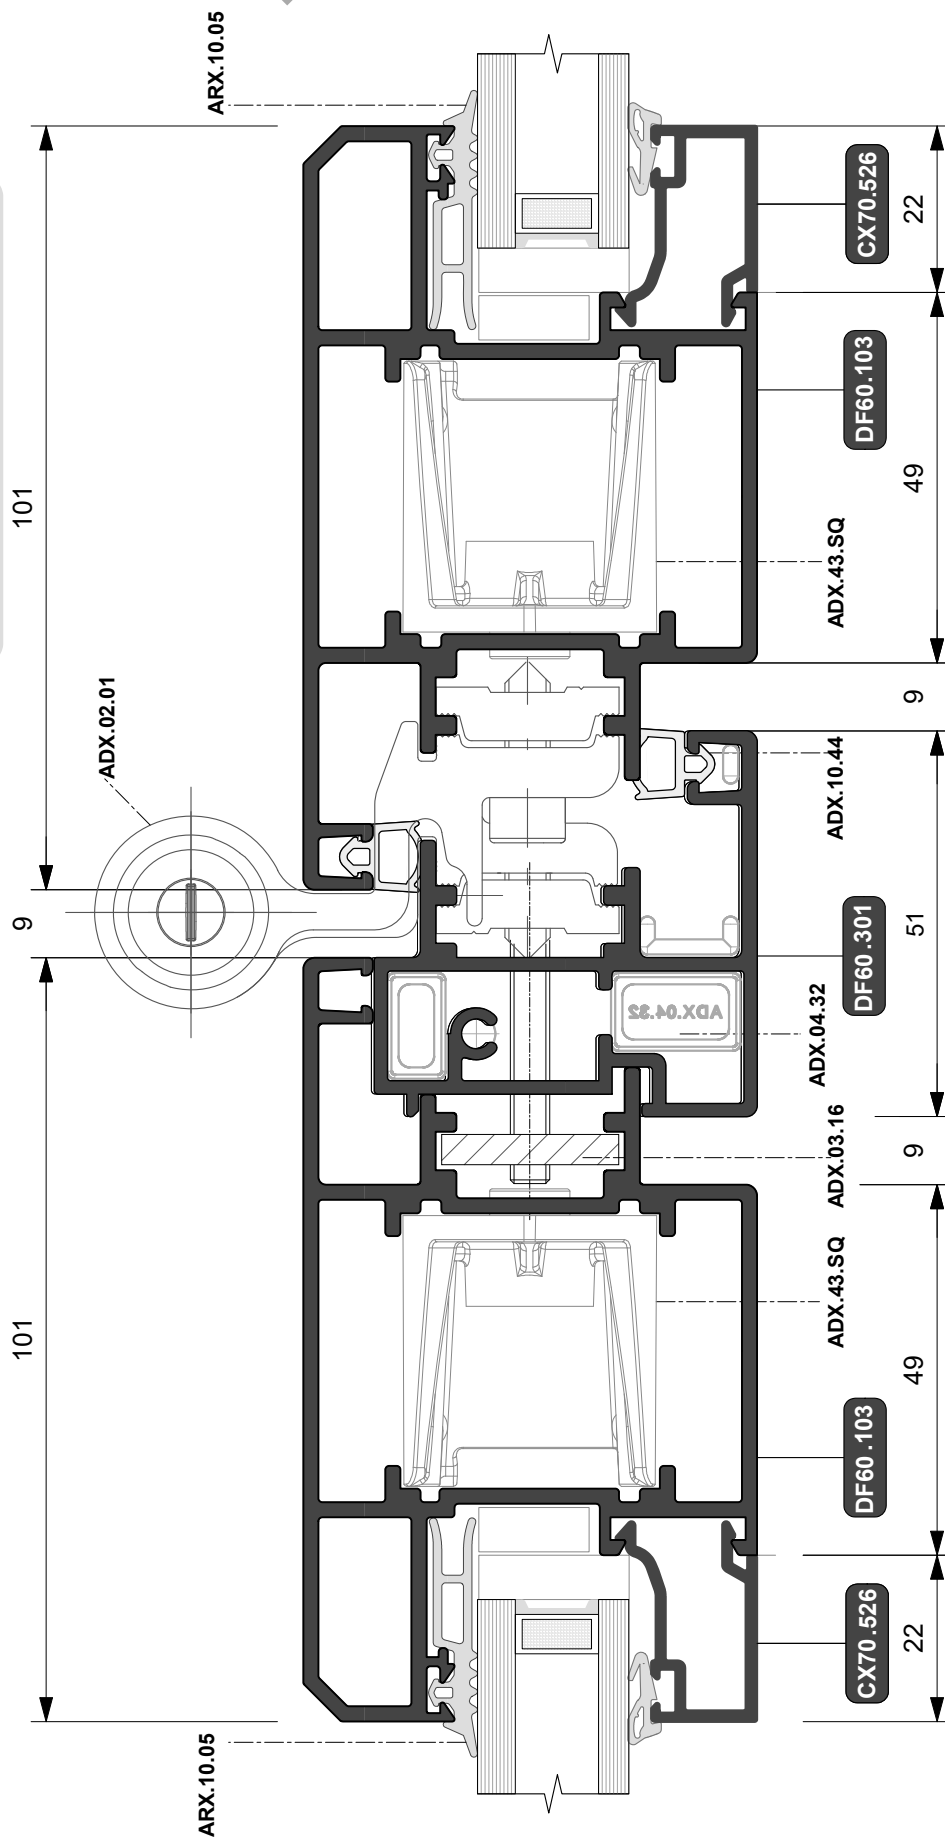 ARX.10.05
ARX.10.05
101
9
101
ADX.02.01
ADX.04.32
ADX.43.SQ
ADX.03.16
ADX.04.32
ADX.10.44
ADX.43.SQ
CX70.526
DF60.103
DF60.301
DF60.103
CX70.526
22
49
9
51
9
49
22